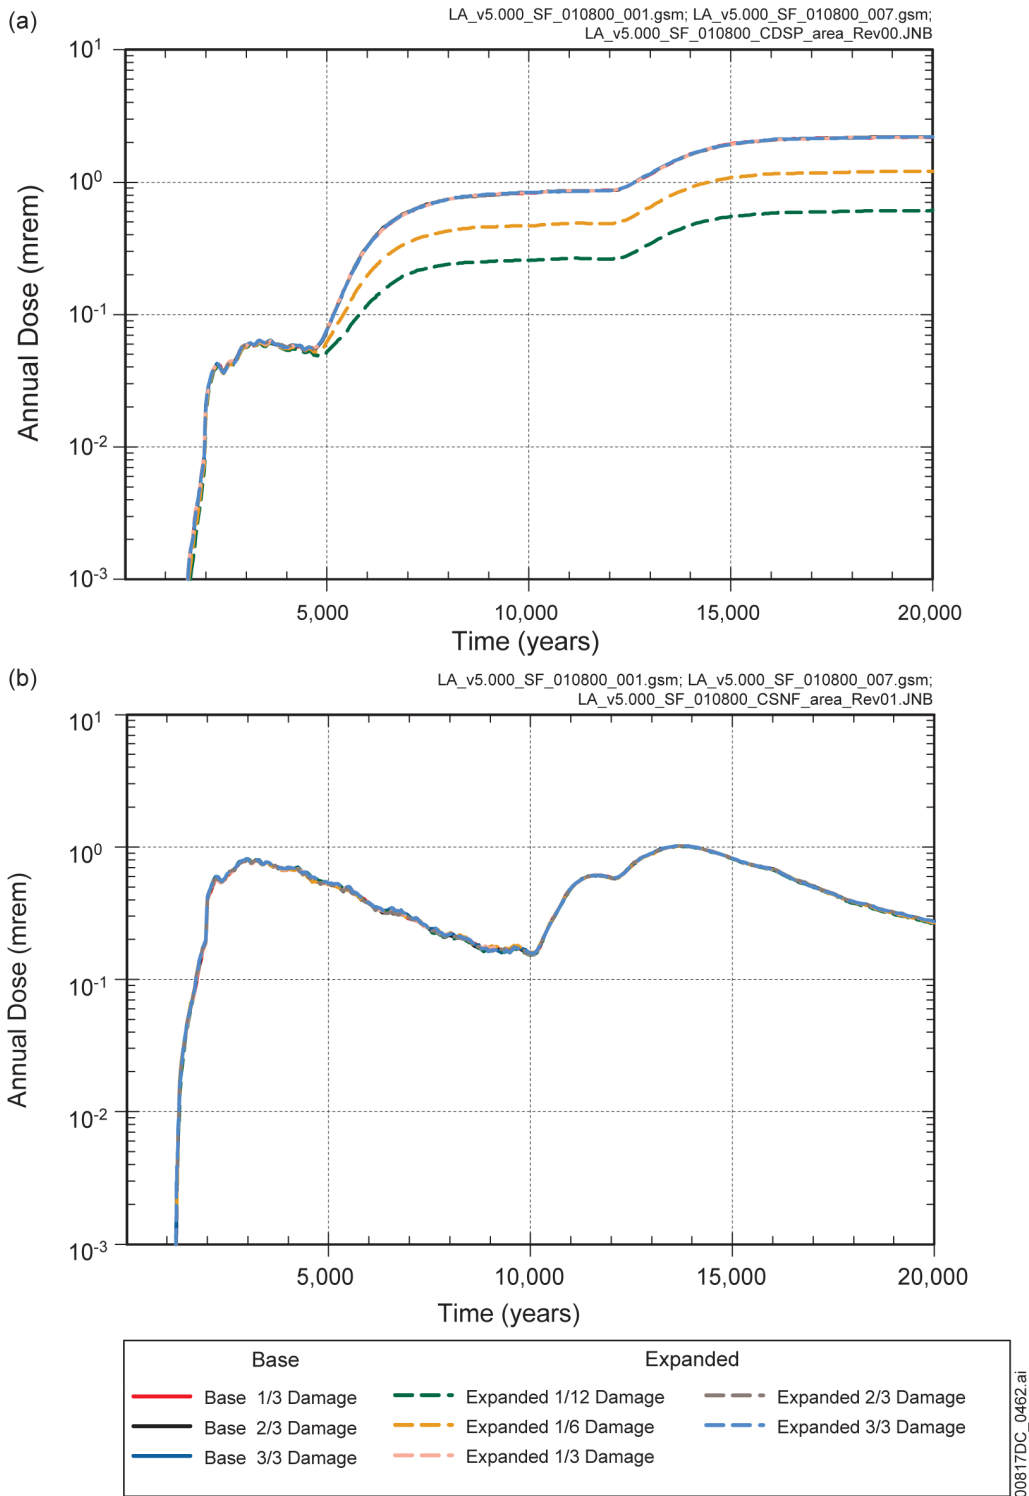 (a)
LA_v5.000_SF_010800_001.gsm; LA_v5.000_SF_010800_007.gsm;
LA_v5.000_SF_010800_CDSP_area_Rev00.JNB
10¹
10⁰
10⁻¹
10⁻²
10⁻³
Annual Dose (mrem)
5,000 10,000 15,000 20,000
Time (years)
(b)
LA_v5.000_SF_010800_001.gsm; LA_v5.000_SF_010800_007.gsm;
LA_v5.000_SF_010800_CSNF_area_Rev01.JNB
10¹
10⁰
10⁻¹
10⁻²
10⁻³
Annual Dose (mrem)
5,000 10,000 15,000 20,000
Time (years)
Base Expanded
Base 1/3 Damage Expanded 1/12 Damage Expanded 2/3 Damage
Base 2/3 Damage Expanded 1/6 Damage Expanded 3/3 Damage
Base 3/3 Damage Expanded 1/3 Damage
00817DC_0462.ai